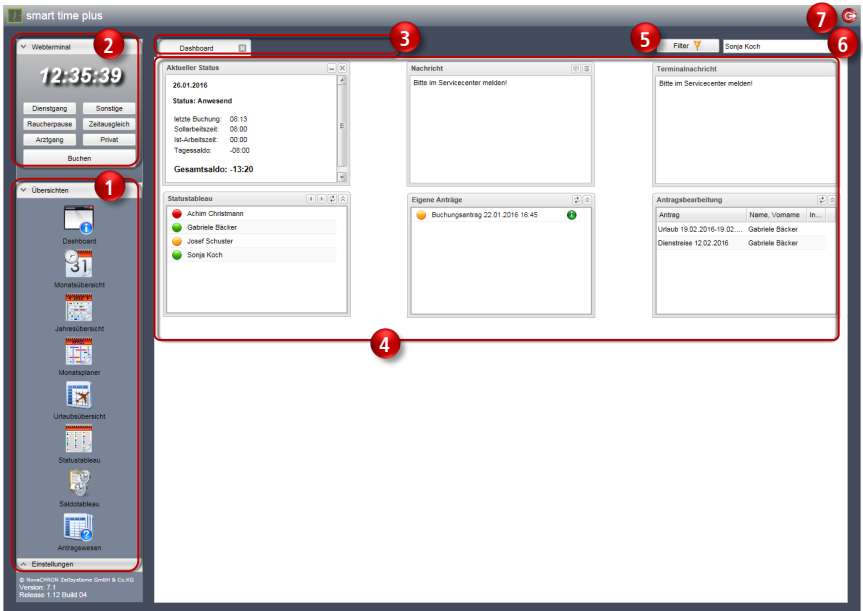 smart time plus
7
Webterminal
2
12:35:39
Dienstgang
Sonstige
Raucherpause
Zeitausgleich
Arztgang
Privat
Buchen
1
Übersichten
Dashboard
31
Monatsübersicht
Jahresübersicht
Monatsplaner
Urlaubsübersicht
Statustableau
Saldotableau
Antragswesen
Einstellungen
© NovaCHRON Zeitsysteme GmbH & Co.KG
Version: 7.1
Release 1.12 Build 04
Dashboard
3
5
Filter
Sonja Koch
6
Aktueller Status
26.01.2016
Status: Anwesend
letzte Buchung: 08:13
Sollarbeitszeit: 08:00
Ist-Arbeitszeit: 00:00
Tagessaldo: -08:00
Gesamtsaldo: -13:20
Nachricht
Bitte im Servicecenter melden!
Terminalnachricht
Bitte im Servicecenter melden!
Statustableau
Achim Christmann
Gabriele Bäcker
Josef Schuster
Sonja Koch
Eigene Anträge
Buchungsantrag 22.01.2016 16:45
Antragsbearbeitung
Antrag Name, Vorname In...
Urlaub 19.02.2016-19.02.... Gabriele Bäcker
Dienstreise 12.02.2016 Gabriele Bäcker
4